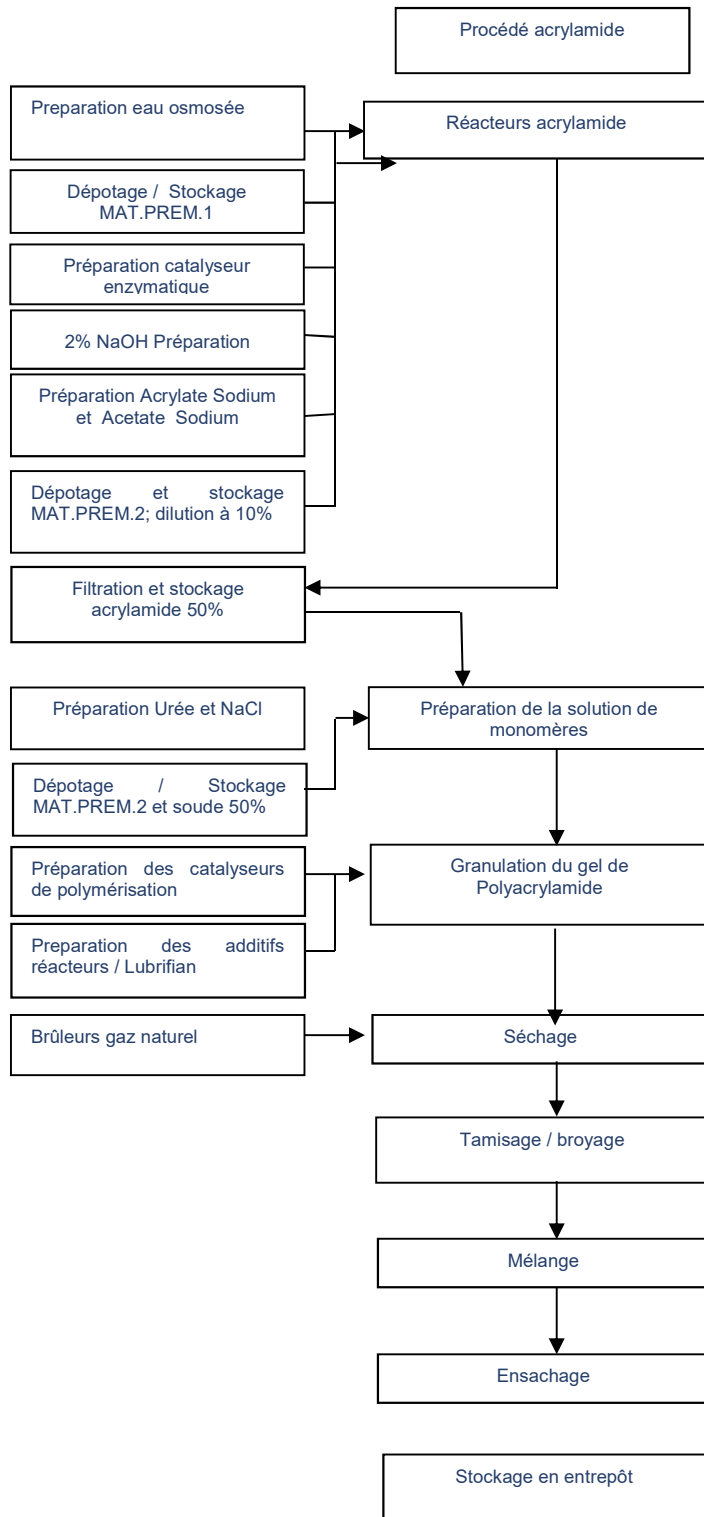 Procédé acrylamide
Preparation eau osmosée
Réacteurs acrylamide
Dépotage / Stockage
MAT.PREM.1
Préparation catalyseur
enzymatique
2% NaOH Préparation
Préparation Acrylate Sodium
et Acetate Sodium
Dépotage et stockage
MAT.PREM.2; dilution à 10%
Filtration et stockage
acrylamide 50%
Préparation Urée et NaCl
Préparation de la solution de
monomères
Dépotage / Stockage
MAT.PREM.2 et soude 50%
Préparation des catalyseurs
de polymérisation
Granulation du gel de
Polyacrylamide
Preparation des additifs
réacteurs / Lubrifian
Brûleurs gaz naturel
Séchage
Tamisage / broyage
Mélange
Ensachage
Stockage en entrepôt